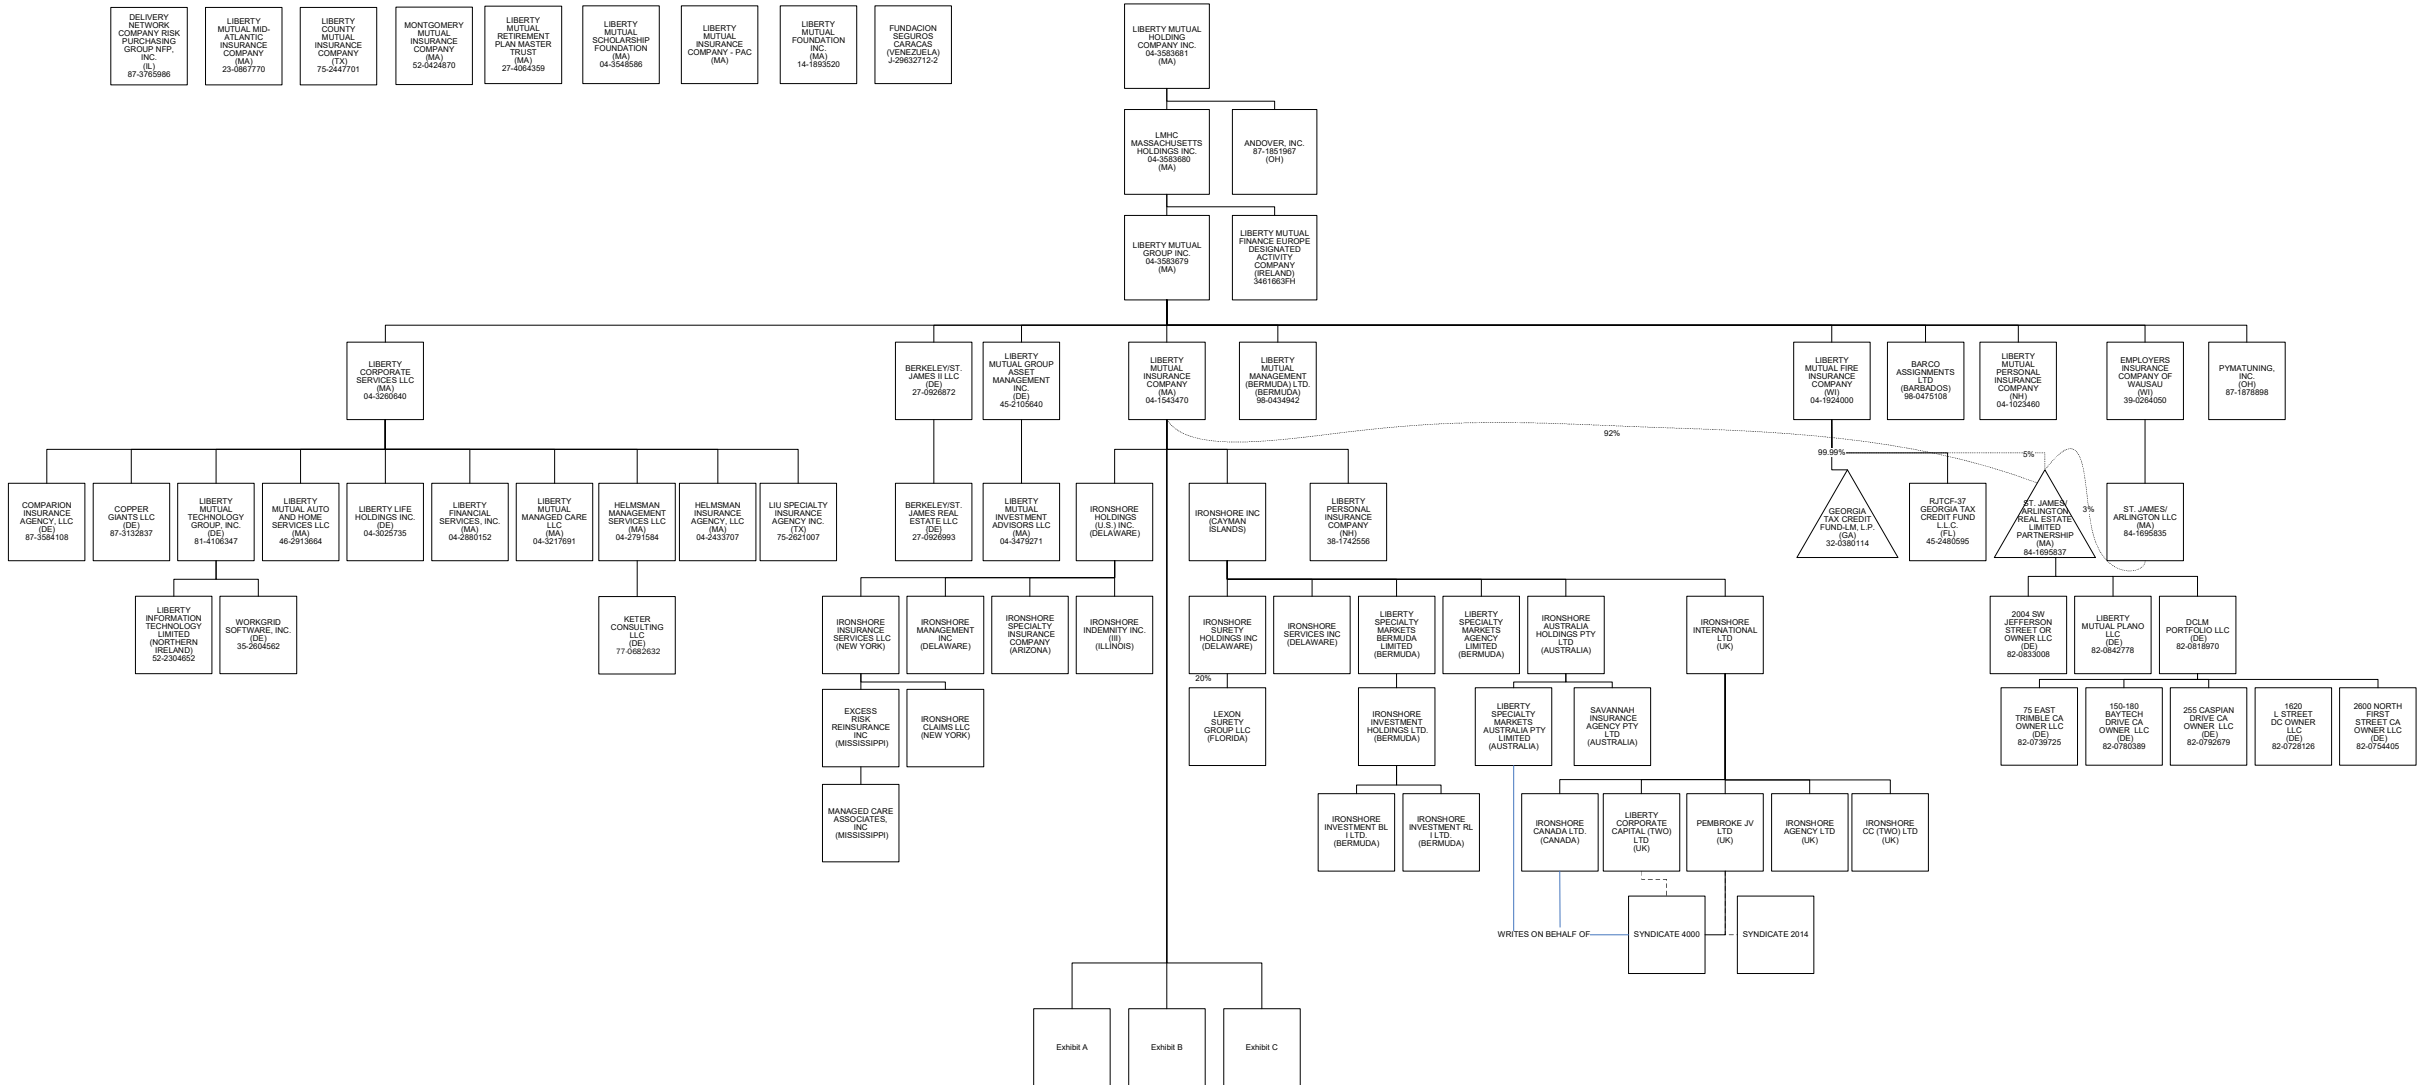 DELIVERY
NETWORK
COMPANY RISK
PURCHASING
GROUP NFP,
INC.
(IL)
87-3765986
LIBERTY
MUTUAL MID-
ATLANTIC
INSURANCE
COMPANY
(MA)
23-0867770
LIBERTY
COUNTY
MUTUAL
INSURANCE
COMPANY
(TX)
75-2447701
MONTGOMERY
MUTUAL
INSURANCE
COMPANY
(MA)
52-0424870
LIBERTY
MUTUAL
RETIREMENT
PLAN MASTER
TRUST
(MA)
27-4064359
LIBERTY
MUTUAL
SCHOLARSHIP
FOUNDATION
(MA)
04-3548586
LIBERTY
MUTUAL
INSURANCE
COMPANY - PAC
(MA)
LIBERTY
MUTUAL
FOUNDATION
INC.
(MA)
14-1893520
FUNDACION
SEGUROS
CARACAS
(VENEZUELA)
J-29632712-2
LIBERTY MUTUAL
HOLDING
COMPANY INC.
04-3583681
(MA)
LMHC
MASSACHUSETTS
HOLDINGS INC.
04-3583680
(MA)
ANDOVER, INC.
87-1851967
(OH)
LIBERTY MUTUAL
GROUP INC.
04-3583679
(MA)
LIBERTY MUTUAL
FINANCE EUROPE
DESIGNATED
ACTIVITY
COMPANY
(IRELAND)
3461663FH
LIBERTY
CORPORATE
SERVICES LLC
(MA)
04-3260640
BERKELEY/ST.
JAMES II LLC
(DE)
27-0926872
LIBERTY
MUTUAL GROUP
ASSET
MANAGEMENT
INC.
(DE)
45-2105640
LIBERTY
MUTUAL
INSURANCE
COMPANY
(MA)
04-1543470
LIBERTY
MUTUAL
MANAGEMENT
(BERMUDA) LTD.
(BERMUDA)
98-0434942
LIBERTY
MUTUAL FIRE
INSURANCE
COMPANY
(WI)
04-1924000
BARCO
ASSIGNMENTS
LTD
(BARBADOS)
98-0475108
LIBERTY
MUTUAL
PERSONAL
INSURANCE
COMPANY
(NH)
04-1023460
EMPLOYERS
INSURANCE
COMPANY OF
WAUSAU
(WI)
39-0264050
PYMATUNING,
INC.
(OH)
87-1878898
92%
99.99%
5%
3%
COMPARION
INSURANCE
AGENCY, LLC
(DE)
87-3584108
COPPER
GIANTS LLC
(DE)
87-3132837
LIBERTY
MUTUAL
TECHNOLOGY
GROUP, INC.
(DE)
81-4106347
LIBERTY
MUTUAL AUTO
AND HOME
SERVICES LLC
(MA)
46-2913664
LIBERTY LIFE
HOLDINGS INC.
(DE)
04-3025735
LIBERTY
FINANCIAL
SERVICES, INC.
(MA)
04-2880152
LIBERTY
MUTUAL
MANAGED CARE
LLC
(MA)
04-3217691
HELMSMAN
MANAGEMENT
SERVICES LLC
(MA)
04-2791584
HELMSMAN
INSURANCE
AGENCY, LLC
(MA)
04-2433707
LIU SPECIALTY
INSURANCE
AGENCY INC.
(TX)
75-2621007
BERKELEY/ST.
JAMES REAL
ESTATE LLC
(DE)
27-0926993
LIBERTY
MUTUAL
INVESTMENT
ADVISORS LLC
(MA)
04-3479271
IRONSHORE
HOLDINGS
(U.S.) INC.
(DELAWARE)
IRONSHORE INC
(CAYMAN
ISLANDS)
LIBERTY
PERSONAL
INSURANCE
COMPANY
(NH)
38-1742556
GEORGIA
TAX CREDIT
FUND-LM, L.P.
(GA)
32-0380114
RJTCF-37
GEORGIA TAX
CREDIT FUND
L.L.C.
(FL)
45-2480595
ST. JAMES/
ARLINGTON
REAL ESTATE
LIMITED
PARTNERSHIP
(MA)
84-1695837
ST. JAMES/
ARLINGTON LLC
(MA)
84-1695835
LIBERTY
INFORMATION
TECHNOLOGY
LIMITED
(NORTHERN
IRELAND)
52-2304652
WORKGRID
SOFTWARE, INC.
(DE)
35-2604562
KETER
CONSULTING
LLC
(DE)
77-0682632
IRONSHORE
INSURANCE
SERVICES LLC
(NEW YORK)
IRONSHORE
MANAGEMENT
INC
(DELAWARE)
IRONSHORE
SPECIALTY
INSURANCE
COMPANY
(ARIZONA)
IRONSHORE
INDEMNITY INC.
(III)
(ILLINOIS)
IRONSHORE
SURETY
HOLDINGS INC
(DELAWARE)
IRONSHORE
SERVICES INC
(DELAWARE)
LIBERTY
SPECIALTY
MARKETS
BERMUDA
LIMITED
(BERMUDA)
LIBERTY
SPECIALTY
MARKETS
AGENCY
LIMITED
(BERMUDA)
IRONSHORE
AUSTRALIA
HOLDINGS PTY
LTD
(AUSTRALIA)
IRONSHORE
INTERNATIONAL
LTD
(UK)
2004 SW
JEFFERSON
STREET OR
OWNER LLC
(DE)
82-0833008
LIBERTY
MUTUAL PLANO
LLC
(DE)
82-0842778
DCLM
PORTFOLIO LLC
(DE)
82-0818970
20%
EXCESS
RISK
REINSURANCE
INC
(MISSISSIPPI)
IRONSHORE
CLAIMS LLC
(NEW YORK)
LEXON
SURETY
GROUP LLC
(FLORIDA)
IRONSHORE
INVESTMENT
HOLDINGS LTD.
(BERMUDA)
LIBERTY
SPECIALTY
MARKETS
AUSTRALIA PTY
LIMITED
(AUSTRALIA)
SAVANNAH
INSURANCE
AGENCY PTY
LTD
(AUSTRALIA)
75 EAST
TRIMBLE CA
OWNER LLC
(DE)
82-0739725
150-180
BAYTECH
DRIVE CA
OWNER LLC
(DE)
82-0780389
255 CASPIAN
DRIVE CA
OWNER LLC
(DE)
82-0792679
1620
L STREET
DC OWNER
LLC
(DE)
82-0728126
2600 NORTH
FIRST
STREET CA
OWNER LLC
(DE)
82-0754405
MANAGED CARE
ASSOCIATES,
INC
(MISSISSIPPI)
IRONSHORE
INVESTMENT BL
I LTD.
(BERMUDA)
IRONSHORE
INVESTMENT RL
I LTD.
(BERMUDA)
IRONSHORE
CANADA LTD.
(CANADA)
LIBERTY
CORPORATE
CAPITAL (TWO)
LTD
(UK)
PEMBROKE JV
LTD
(UK)
IRONSHORE
AGENCY LTD
(UK)
IRONSHORE
CC (TWO) LTD
(UK)
WRITES ON BEHALF OF
SYNDICATE 4000
SYNDICATE 2014
Exhibit A
Exhibit B
Exhibit C